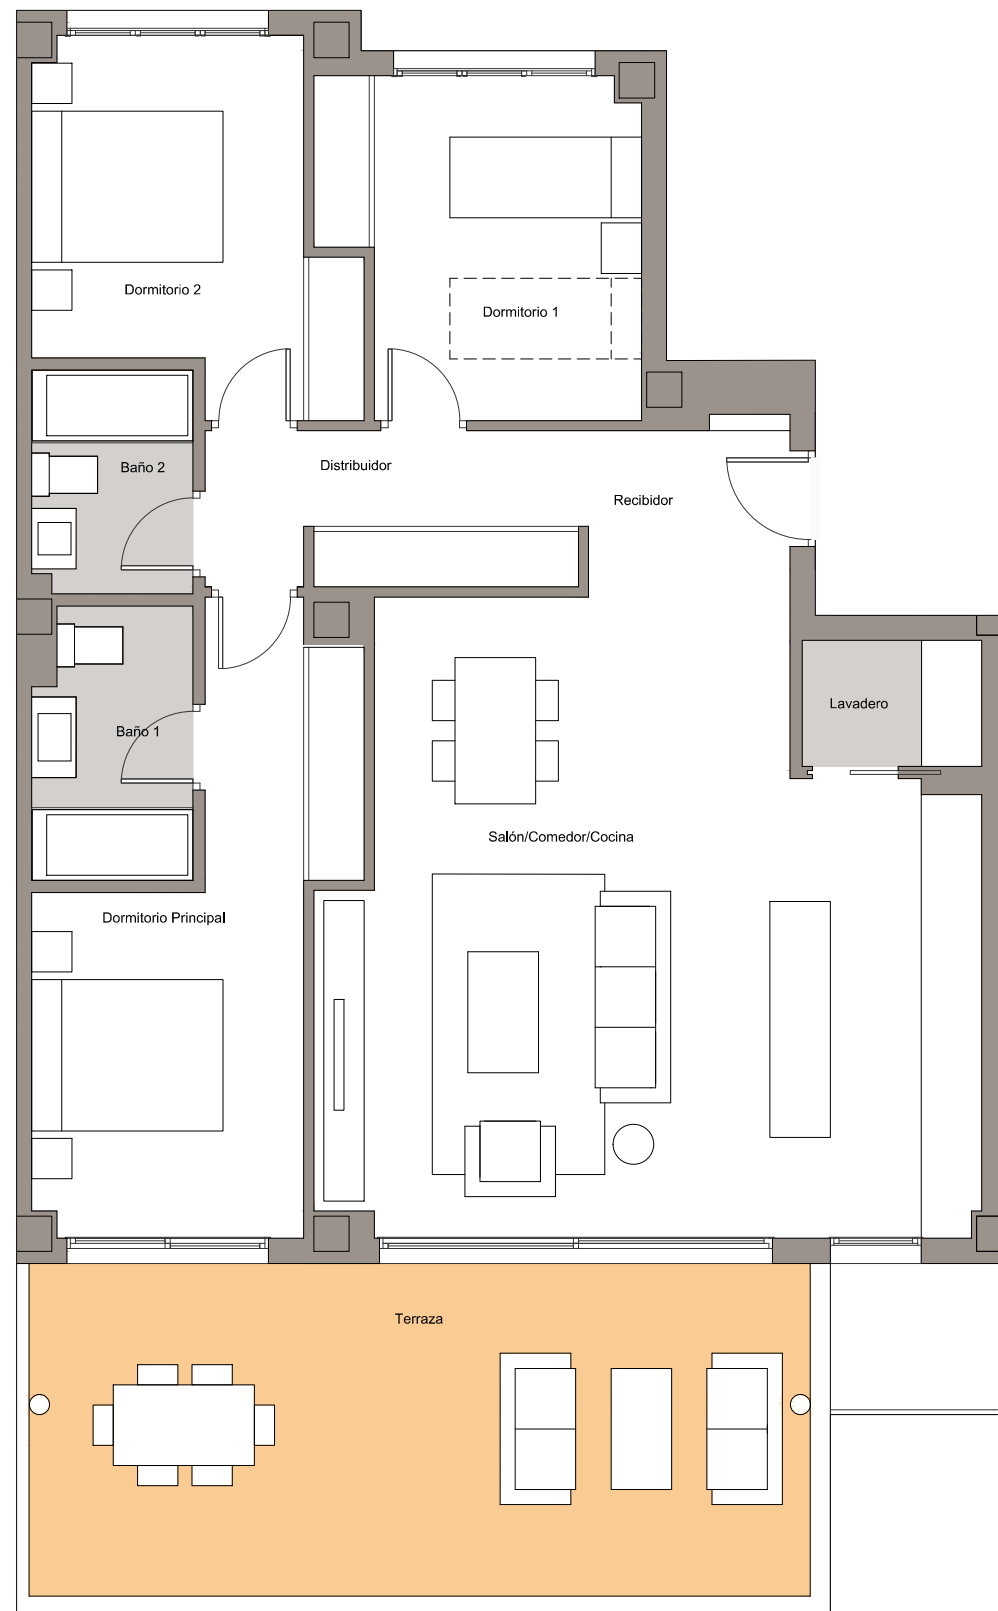 Dormitorio 2
Dormitorio 1
Baño 2
Distribuidor
Recibidor
Lavadero
Baño 1
Salón/Comedor/Cocina
Dormitorio Principal
Terraza